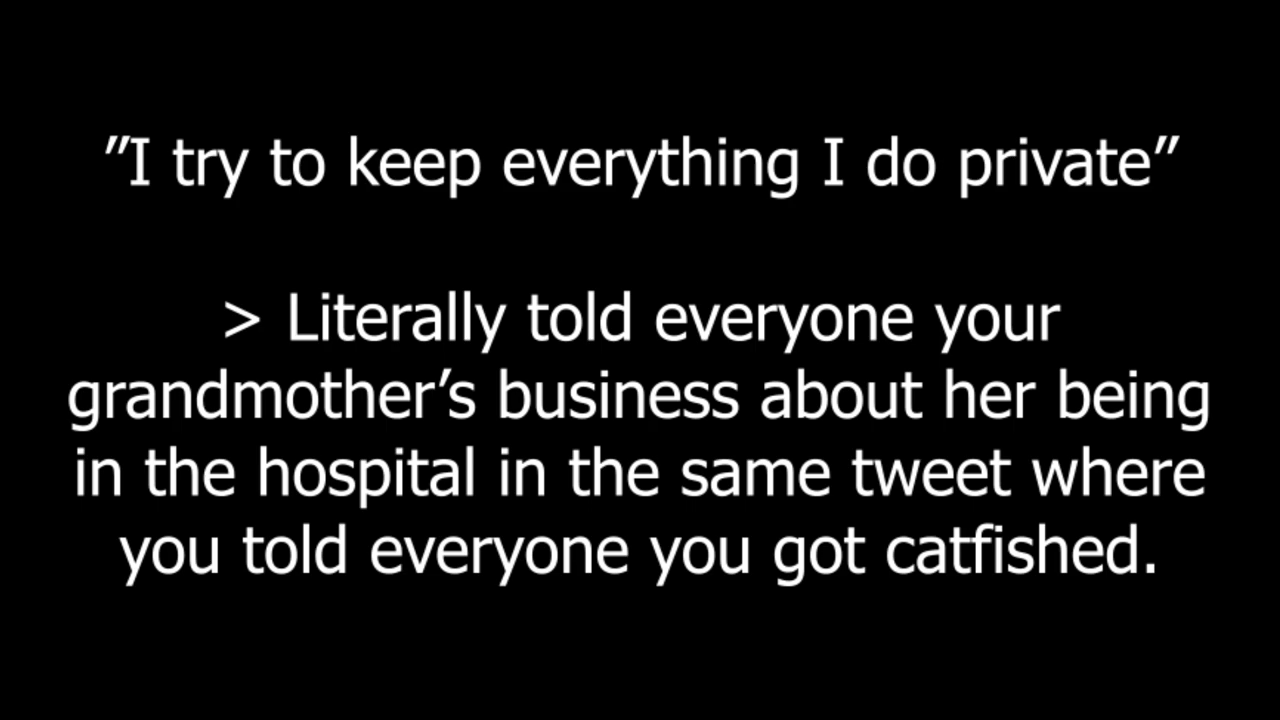 ”I try to keep everything I do private”
> Literally told everyone your
grandmother’s business about her being
in the hospital in the same tweet where
you told everyone you got catfished.